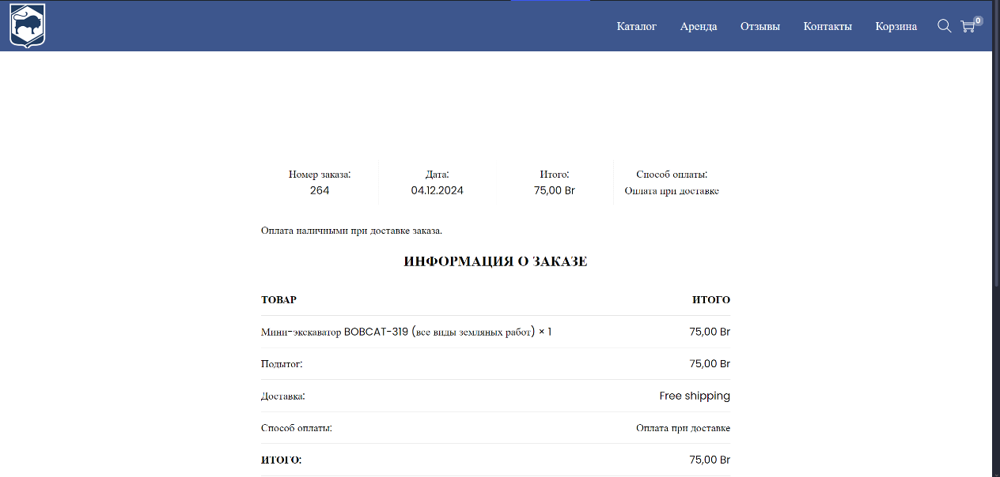 Каталог Аренда Отзывы Контакты Корзина 0
Номер заказа: Дата: Итого: Способ оплаты:
264 04.12.2024 75,00 Br Оплата при доставке
Оплата наличными при доставке заказа.
ИНФОРМАЦИЯ О ЗАКАЗЕ
ТОВАР ИТОГО
Мини-экскаватор BOBCAT-319 (все виды земляных работ) × 1 75,00 Br
Подытог: 75,00 Br
Доставка: Free shipping
Способ оплаты: Оплата при доставке
ИТОГО: 75,00 Br